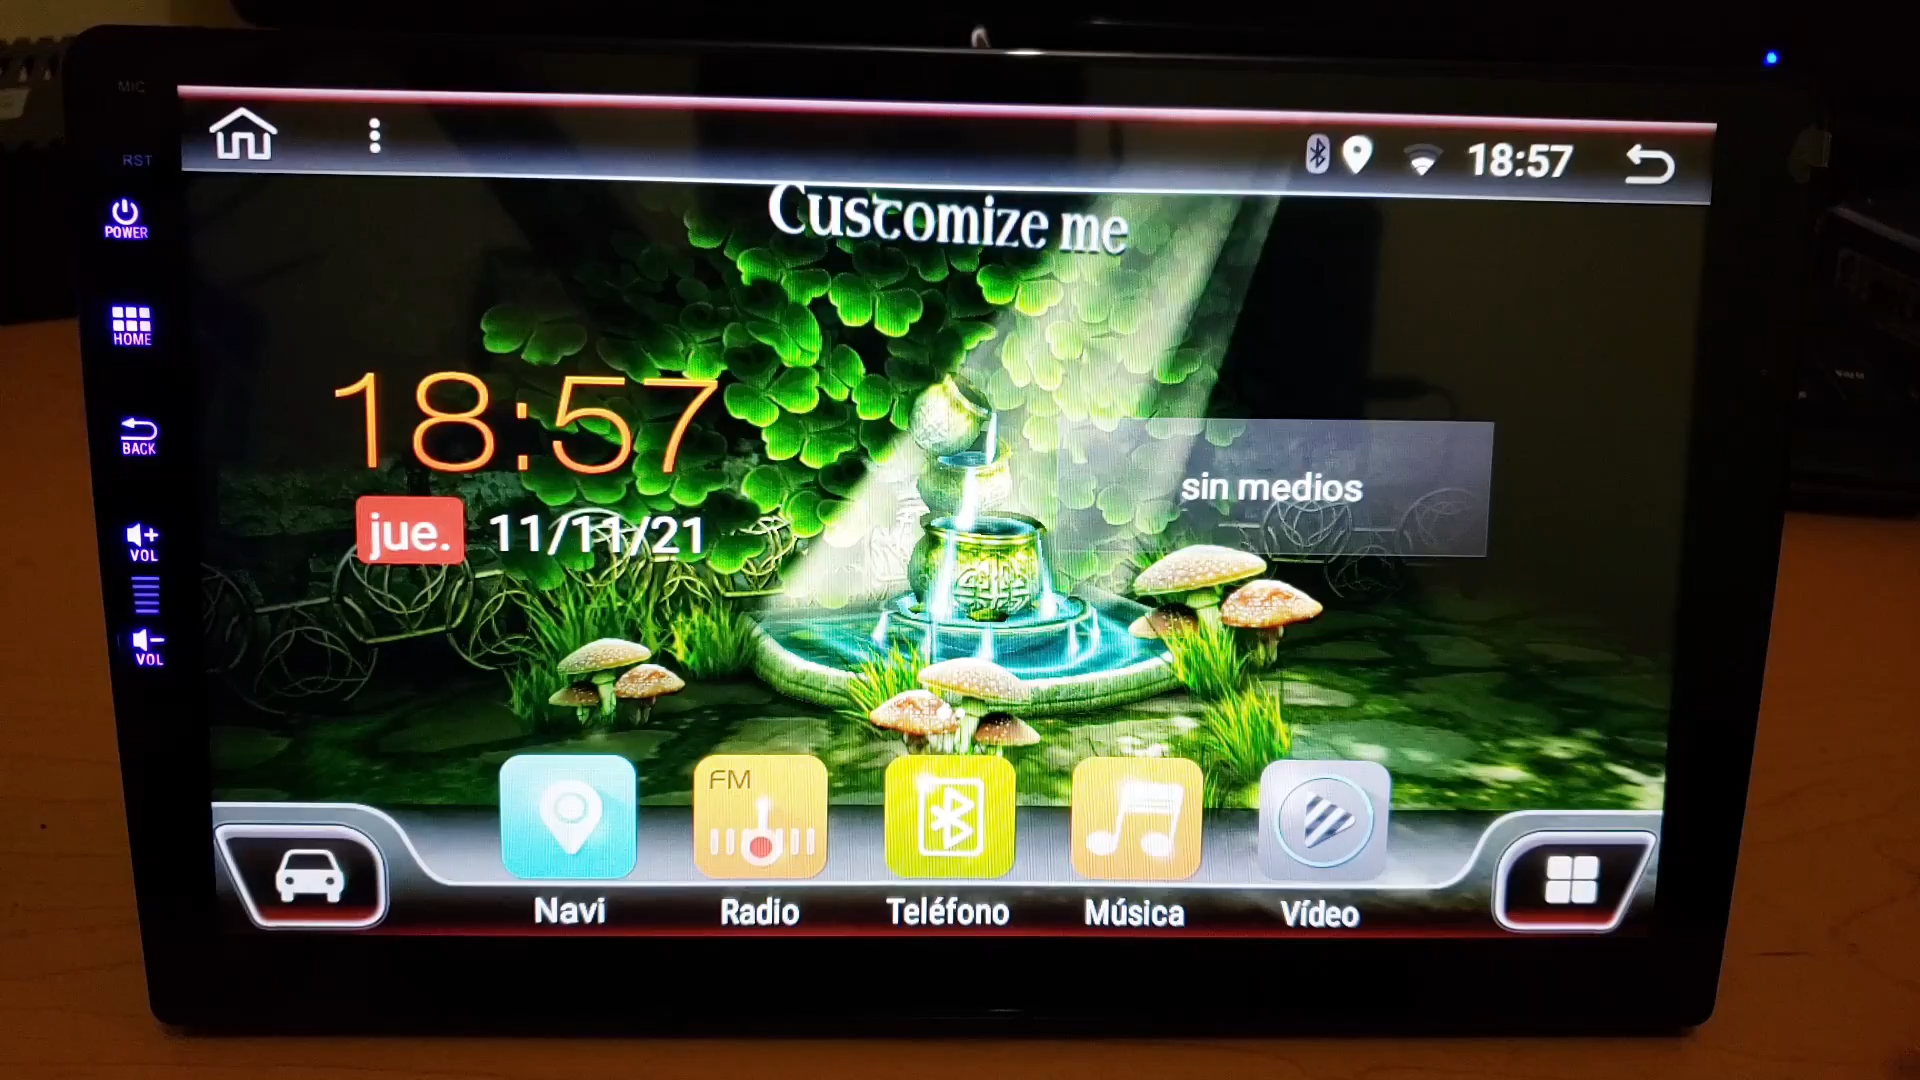 MIC
RST
POWER
HOME
BACK
VOL
VOL
18:57
Customize me
18:57
jue. 11/11/21
sin medios
FM
Navi
Radio
Teléfono
Música
Vídeo